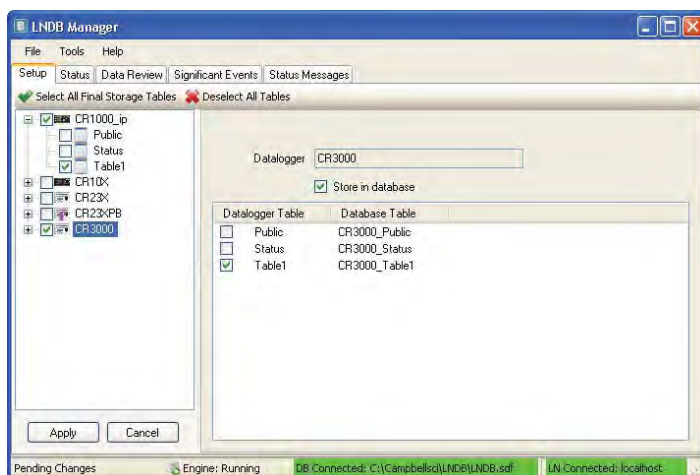 LNDB Manager
File Tools Help
Setup Status Data Review Significant Events Status Messages
Select All Final Storage Tables Deselect All Tables
CR1000_ip
Public
Status
Table1
CR10X
CR23X
CR23XPB
CR3000
Datalogger CR3000
Store in database
Datalogger Table Database Table
Public CR3000_Public
Status CR3000_Status
Table1 CR3000_Table1
Apply Cancel
Pending Changes Engine: Running DB Connected: C:\Campbellsci\LNDB\LNDB.sdf LN Connected: localhost